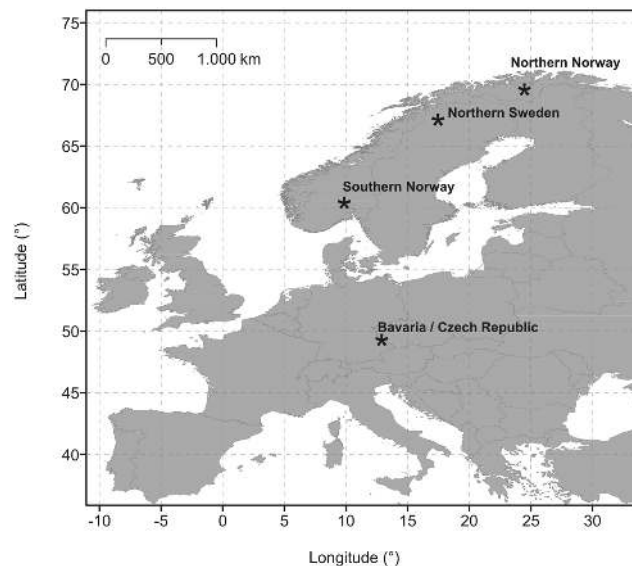 75
0 500 1.000 km
Northern Norway
70
Northern Sweden
65
Southern Norway
60
Latitude (°)
55
Bavaria / Czech Republic
50
45
40
-10 -5 0 5 10 15 20 25 30
Longitude (°)